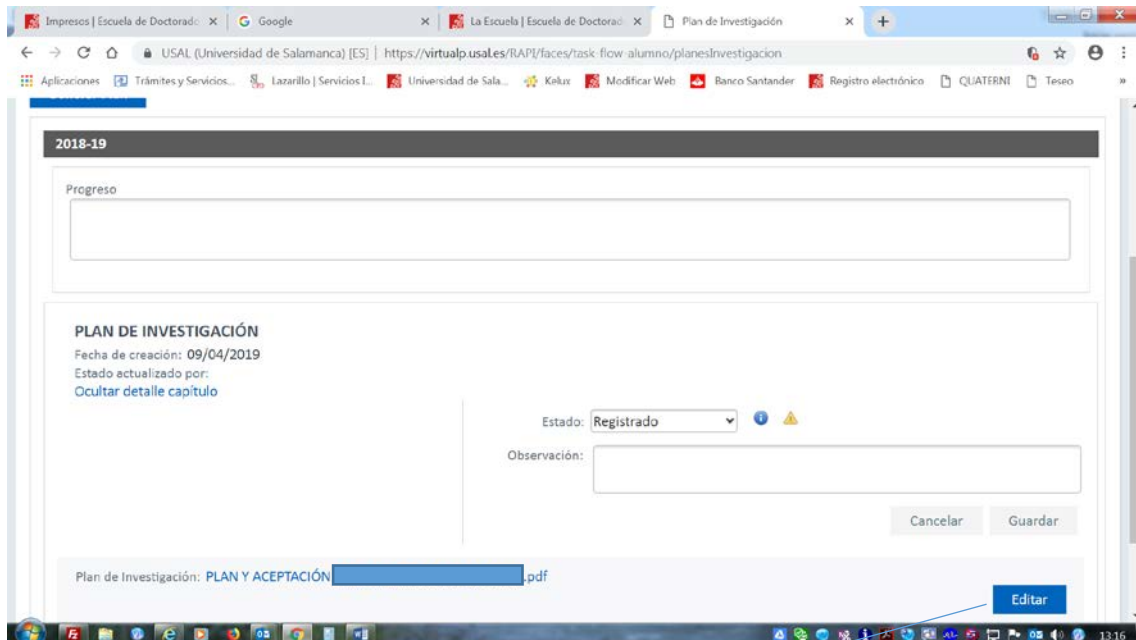 Impresos | Escuela de Doctorado
Google
La Escuela | Escuela de Doctorad
Plan de Investigación
USAL (Universidad de Salamanca) [ES] | https://virtualp.usal.es/RAPI/faces/task-flow-alumno/planesInvestigacion
Aplicaciones
Trámites y Servicios...
Lazarillo | Servicios I...
Universidad de Sala...
Kelux
Modificar Web
Banco Santander
Registro electrónico
QUATERNI
Teseo
2018-19
Progreso
PLAN DE INVESTIGACIÓN
Fecha de creación: 09/04/2019
Estado actualizado por:
Ocultar detalle capítulo
Estado: Registrado
Observación:
Cancelar
Guardar
Plan de Investigación: PLAN Y ACEPTACIÓN .pdf
Editar
13:16